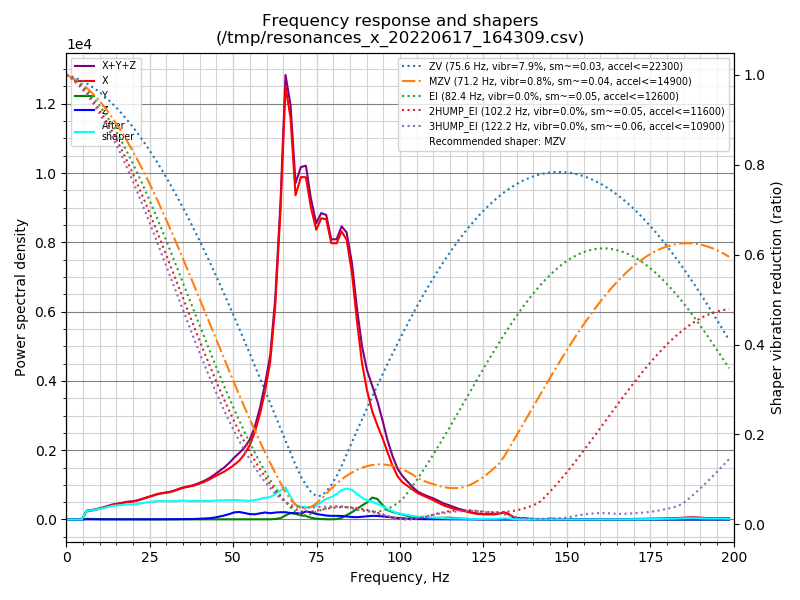 Frequency response and shapers
(/tmp/resonances_x_20220617_164309.csv)
1e4
X+Y+Z
X
Y
Z
After
shaper
ZV (75.6 Hz, vibr=7.9%, sm~=0.03, accel<=22300)
MZV (71.2 Hz, vibr=0.8%, sm~=0.04, accel<=14900)
EI (82.4 Hz, vibr=0.0%, sm~=0.05, accel<=12600)
2HUMP_EI (102.2 Hz, vibr=0.0%, sm~=0.05, accel<=11600)
3HUMP_EI (122.2 Hz, vibr=0.0%, sm~=0.06, accel<=10900)
Recommended shaper: MZV
Power spectral density
1.2
1.0
0.8
0.6
0.4
0.2
0.0
1.0
0.8
0.6
0.4
0.2
0.0
Shaper vibration reduction (ratio)
0 25 50 75 100 125 150 175 200
Frequency, Hz